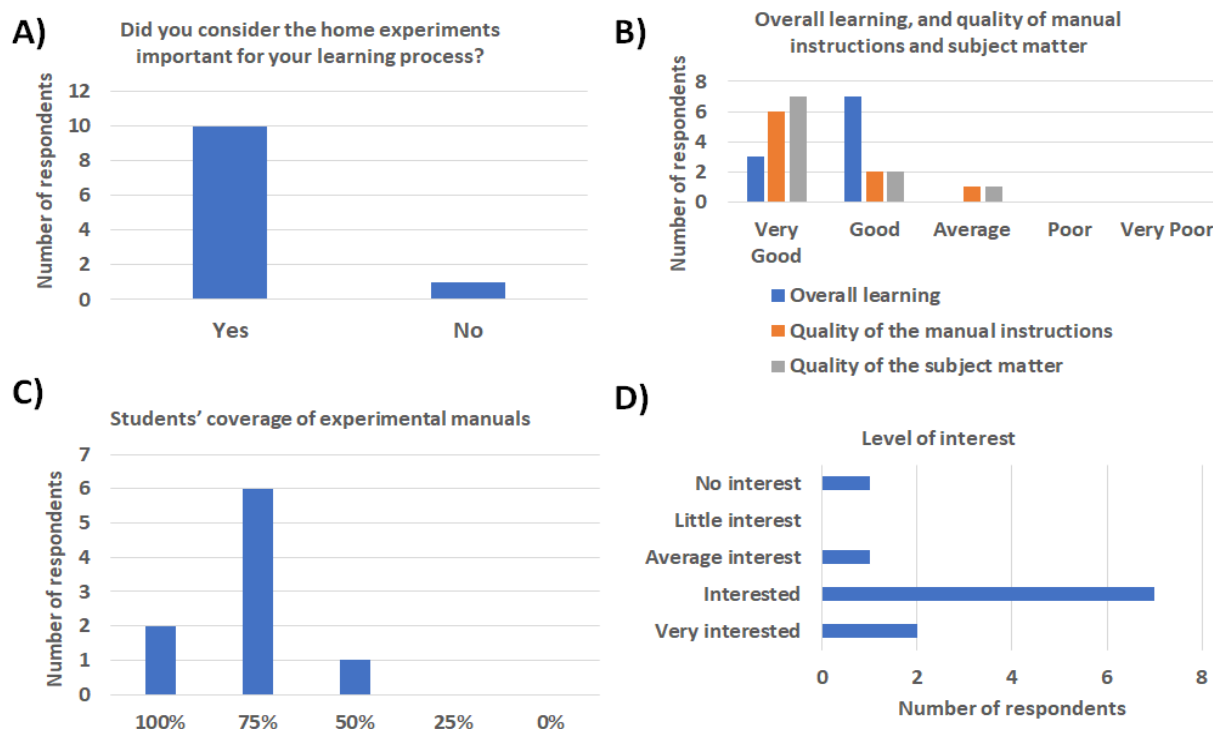 A)
Did you consider the home experiments
important for your learning process?
Number of respondents
12
10
8
6
4
2
0
Yes
No
B)
Overall learning, and quality of manual
instructions and subject matter
Number of respondents
8
6
4
2
0
Very
Good
Good
Average
Poor
Very Poor
Overall learning
Quality of the manual instructions
Quality of the subject matter
C)
Students’ coverage of experimental manuals
Number of respondents
7
6
5
4
3
2
1
0
100%
75%
50%
25%
0%
D)
Level of interest
No interest
Little interest
Average interest
Interested
Very interested
0
2
4
6
8
Number of respondents